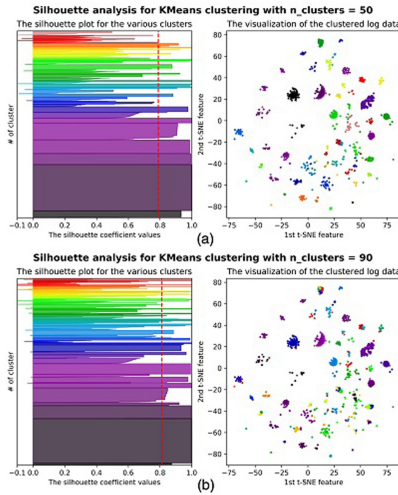 Silhouette analysis for KMeans clustering with n_clusters = 50
The silhouette plot for the various clusters
The visualization of the clustered log data
# of cluster
-0.1 0.0 0.2 0.4 0.6 0.8 1.0
The silhouette coefficient values
2nd t-SNE feature
80
60
40
20
0
-20
-40
-60
-80
-75 -50 -25 0 25 50 75
1st t-SNE feature
(a)
Silhouette analysis for KMeans clustering with n_clusters = 90
The silhouette plot for the various clusters
The visualization of the clustered log data
# of cluster
-0.1 0.0 0.2 0.4 0.6 0.8 1.0
The silhouette coefficient values
2nd t-SNE feature
80
60
40
20
0
-20
-40
-60
-80
-75 -50 -25 0 25 50 75
1st t-SNE feature
(b)